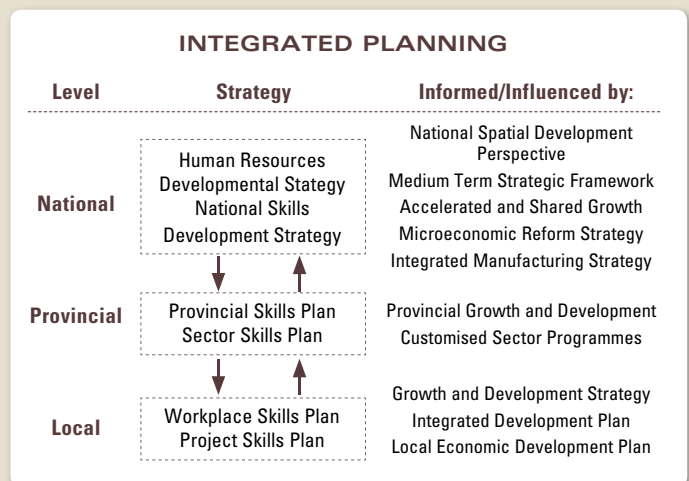 INTEGRATED PLANNING
Level Strategy Informed/Influenced by:
National
Human Resources
Developmental Stategy
National Skills
Development Strategy
National Spatial Development
Perspective
Medium Term Strategic Framework
Accelerated and Shared Growth
Microeconomic Reform Strategy
Integrated Manufacturing Strategy
Provincial
Provincial Skills Plan
Sector Skills Plan
Provincial Growth and Development
Customised Sector Programmes
Local
Workplace Skills Plan
Project Skills Plan
Growth and Development Strategy
Integrated Development Plan
Local Economic Development Plan